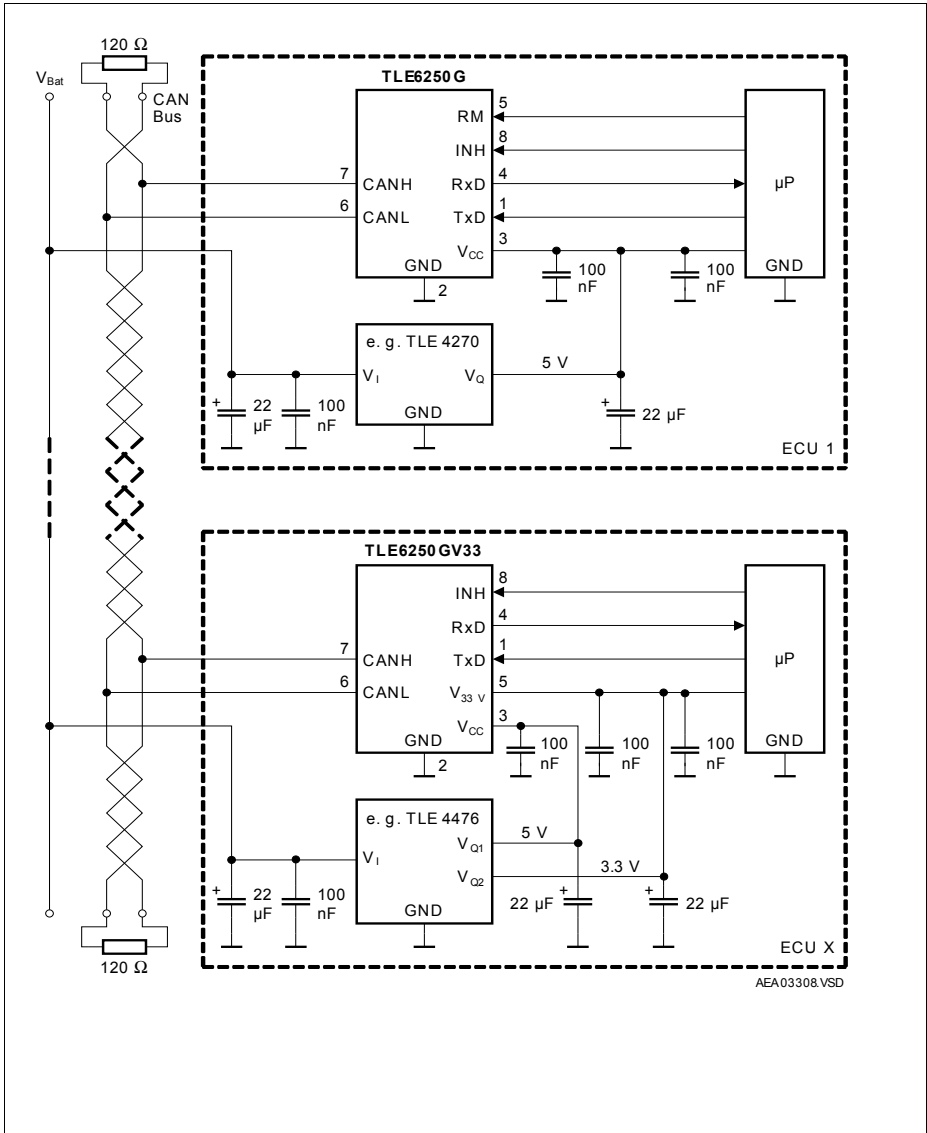 120 Ω
V_Bat
CAN
Bus
TLE6250G
RM
5
INH
8
RxD
4
TxD
1
V_CC
3
7
CANH
6
CANL
GND
2
µP
GND
100
nF
100
nF
e. g. TLE 4270
V_I
V_Q
GND
5 V
+
22
µF
100
nF
+
22 µF
ECU 1
TLE6250GV33
INH
8
RxD
4
TxD
1
V_33 V
5
V_CC
3
7
CANH
6
CANL
GND
2
µP
GND
100
nF
100
nF
100
nF
e. g. TLE 4476
V_I
V_Q1
V_Q2
GND
5 V
3.3 V
+
22
µF
100
nF
22 µF
+
+
22 µF
ECU X
120 Ω
AEA03308.VSD